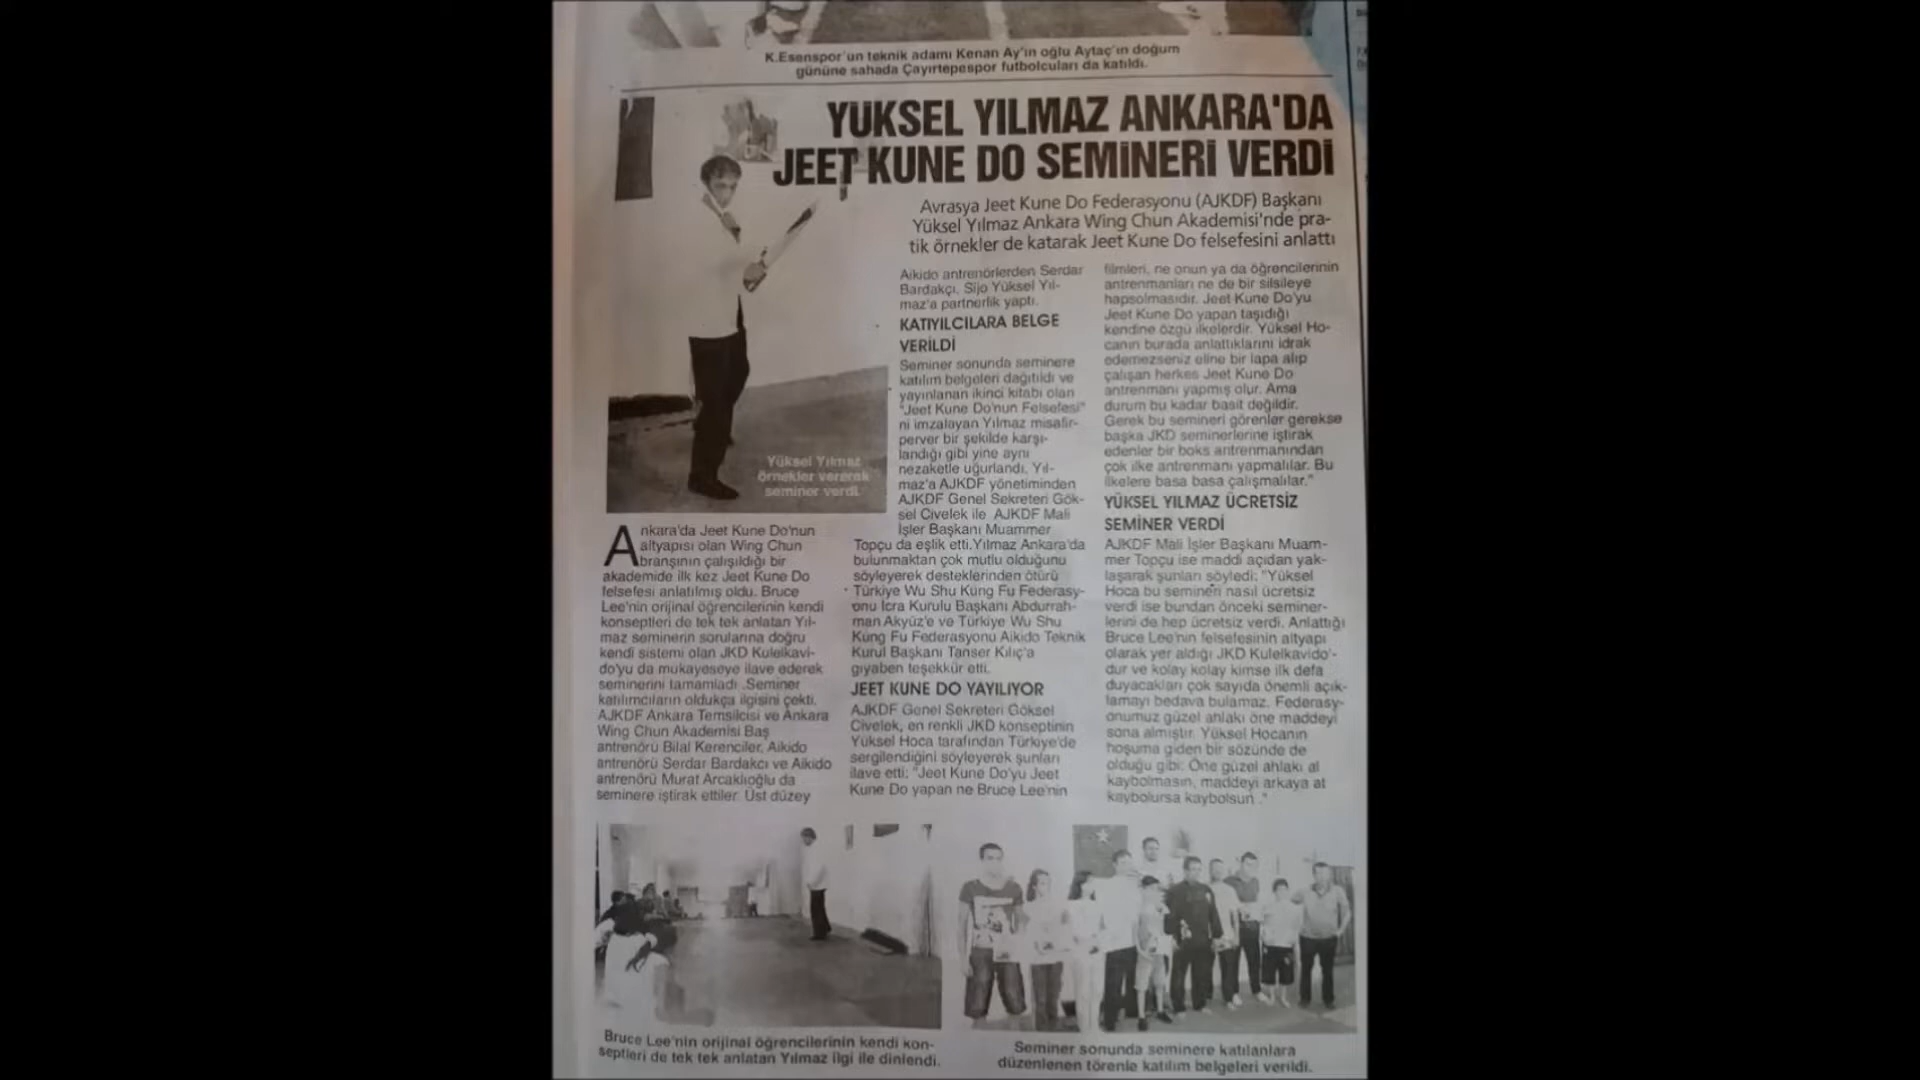 K.Esenspor'un teknik adamı Kenan Ay'ın oğlu Aytaç'ın doğum
gününe sahada Çayırtepespor futbolcuları da katıldı.
YÜKSEL YILMAZ ANKARA'DA
JEET KUNE DO SEMİNERİ VERDİ
Avrasya Jeet Kune Do Federasyonu (AJKDF) Başkanı
Yüksel Yılmaz Ankara Wing Chun Akademisi'nde pra-
tik örnekler de katarak Jeet Kune Do felsefesini anlattı
Yüksel Yılmaz
örnekler vererek
seminer verdi.
Ankara'da Jeet Kune Do'nun
altyapısı olan Wing Chun
branşının çalışıldığı bir
akademide ilk kez Jeet Kune Do
felsefesi anlatılmış oldu. Bruce
Lee'nin orijinal öğrencilerinin kendi
konseptleri de tek tek anlatan Yıl-
maz seminerin sorularına doğru
kendi sistemi olan JKD Kulelkavi-
do'yu da mukayeseye ilave ederek
seminerini tamamladı .Seminer
katılımcıların oldukça ilgisini çekti.
AJKDF Ankara Temsilcisi ve Ankara
Wing Chun Akademisi Baş
antrenörü Bilal Kerenciler, Aikido
antrenörü Serdar Bardakcı ve Aikido
antrenörü Murat Arcaklıoğlu da
seminere iştirak ettiler. Üst düzey
Aikido antrenörlerden Serdar
Bardakçı, Sijo Yüksel Yıl-
maz'a partnerlik yaptı.
KATIYILCILARA BELGE
VERİLDİ
Seminer sonunda seminere
katılım belgeleri dağıtıldı ve
yayınlanan ikinci kitabı olan
"Jeet Kune Do'nun Felsefesi"
ni imzalayan Yılmaz misafir-
perver bir şekilde karşı-
landığı gibi yine aynı
nezaketle uğurlandı. Yıl-
maz'a AJKDF yönetiminden
AJKDF Genel Sekreteri Gök-
sel Civelek ile AJKDF Mali
İşler Başkanı Muammer
Topçu da eşlik etti.Yılmaz Ankara'da
bulunmaktan çok mutlu olduğunu
söyleyerek desteklerinden ötürü
Türkiye Wu Shu Kung Fu Federasy-
onu İcra Kurulu Başkanı Abdurrah-
man Akyüz'e ve Türkiye Wu Shu
Kung Fu Federasyonu Aikido Teknik
Kurul Başkanı Tanser Kılıç'a
gıyaben teşekkür etti.
JEET KUNE DO YAYILIYOR
AJKDF Genel Sekreteri Göksel
Civelek, en renkli JKD konseptinin
Yüksel Hoca tarafından Türkiye'de
sergilendiğini söyleyerek şunları
ilave etti: "Jeet Kune Do'yu Jeet
Kune Do yapan ne Bruce Lee'nin
filmleri, ne onun ya da öğrencilerinin
antrenmanları ne de bir silsileye
hapsolmasıdır. Jeet Kune Do'yu
Jeet Kune Do yapan taşıdığı
kendine özgü ilkelerdir. Yüksel Ho-
canın burada anlattıklarını idrak
edemezseniz eline bir lapa alıp
çalışan herkes Jeet Kune Do
antrenmanı yapmış olur. Ama
durum bu kadar basit değildir.
Gerek bu semineri görenler gerekse
başka JKD seminerlerine iştirak
edenler bir boks antrenmanından
çok ilke antrenmanı yapmalılar. Bu
ilkelere basa basa çalışmalılar."
YÜKSEL YILMAZ ÜCRETSİZ
SEMİNER VERDİ
AJKDF Mali İşler Başkanı Muam-
mer Topçu ise maddi açıdan yak-
laşarak şunları söyledi: "Yüksel
Hoca bu semineri nasıl ücretsiz
verdi ise bundan önceki seminer-
lerini de hep ücretsiz verdi. Anlattığı
Bruce Lee'nin felsefesinin altyapı
olarak yer aldığı JKD Kulelkavido'-
dur ve kolay kolay kimse ilk defa
duyacakları çok sayıda önemli açık-
lamayı bedava bulamaz. Federasy-
onumuz güzel ahlakı öne maddeyi
sona almıştır. Yüksel Hocanın
hoşuma giden bir sözünde de
olduğu gibi: Öne güzel ahlakı al
kaybolmasın, maddeyi arkaya at
kaybolursa kaybolsun ."
Bruce Lee'nin orijinal öğrencilerinin kendi kon-
septleri de tek tek anlatan Yılmaz ilgi ile dinlendi.
Seminer sonunda seminere katılanlara
düzenlenen törenle katılım belgeleri verildi.